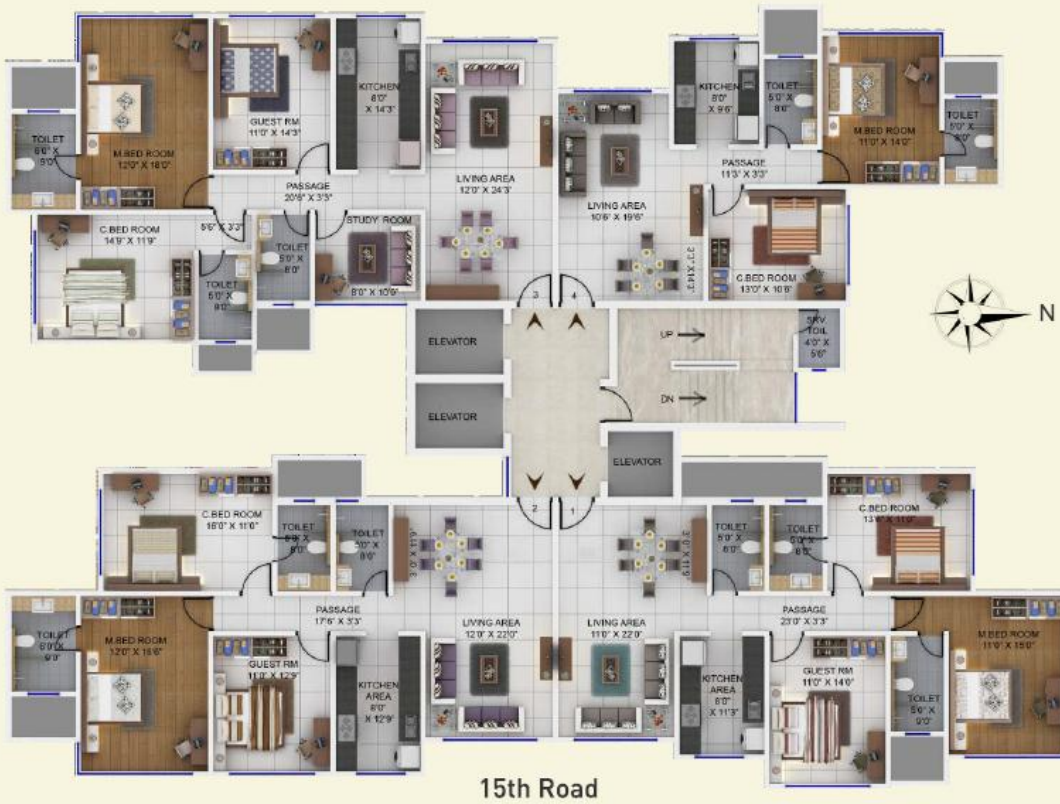 KITCHEN
8'0"
X 14'3"
GUEST RM
11'0" X 14'3"
TOILET
6'0"X
9'0"
M.BED ROOM
12'0" X 18'0"
PASSAGE
20'6" X 3'3"
LIVING AREA
12'0" X 24'3"
C.BED ROOM
14'9" X 11'9"
5'6" X 3'3"
TOILET
5'0" X
8'0"
TOILET
5'0" X
8'0"
STUDY ROOM
8'0" X 10'9"
KITCHEN
8'0"
X 9'6"
TOILET
5'0" X
8'0"
M.BED ROOM
11'0" X 14'0"
TOILET
5'0" X
PASSAGE
11'3" X 3'3"
LIVING AREA
10'6" X 19'6"
C.BED ROOM
13'0" X 10'6"
3
4
N
ELEVATOR
ELEVATOR
ELEVATOR
UP
DN
SRV.
TOIL
4'0" X
5'6"
2
1
C.BED ROOM
16'0" X 11'0"
TOILET
5'0" X
8'0"
TOILET
5'0" X
8'0"
3'0" X 11'9"
PASSAGE
17'6" X 3'3"
LIVING AREA
12'0" X 22'0"
TOILET
6'0"X
9'0"
M.BED ROOM
12'0" X 15'6"
GUEST RM
11'0" X 12'9"
KITCHEN
AREA
8'0"
X 12'9"
LIVING AREA
11'0" X 22'0"
TOILET
5'0" X
8'0"
TOILET
5'0" X
8'0"
C.BED ROOM
PASSAGE
23'0" X 3'3"
KITCHEN
AREA
8'0"
X 11'3"
GUEST RM
11'0" X 14'0"
TOILET
5'0" X
9'0"
M.BED ROOM
11'0" X 15'0"
15th Road